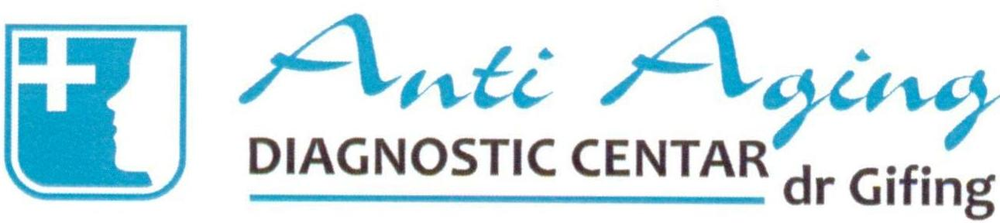 Anti Aging
DIAGNOSTIC CENTAR
dr Gifing